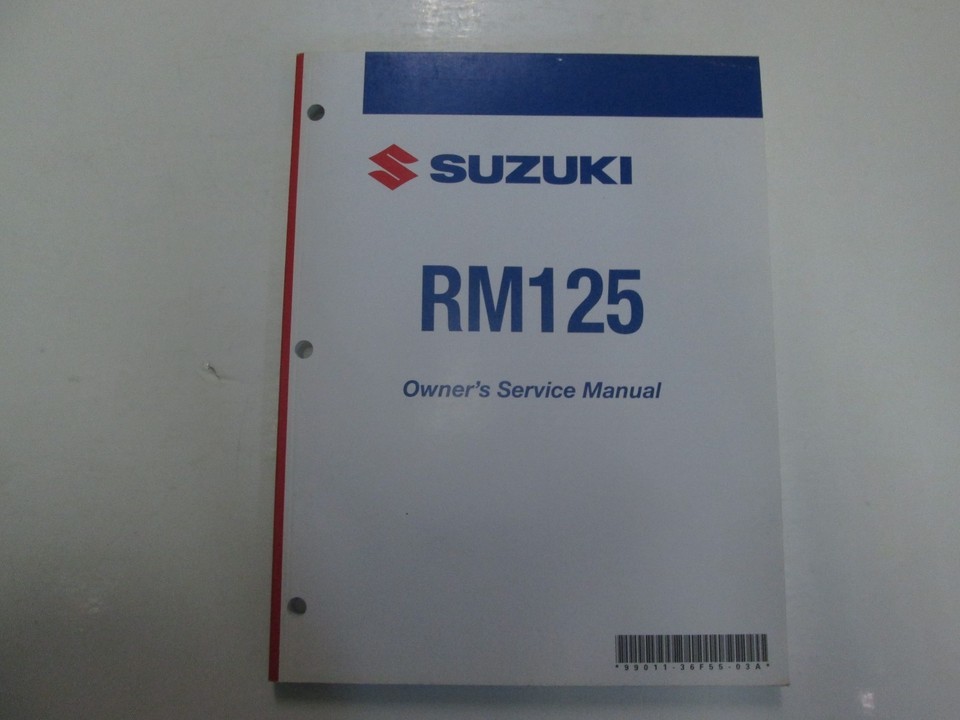 SUZUKI
RM125
Owner's Service Manual
*99011-36F55-03A*